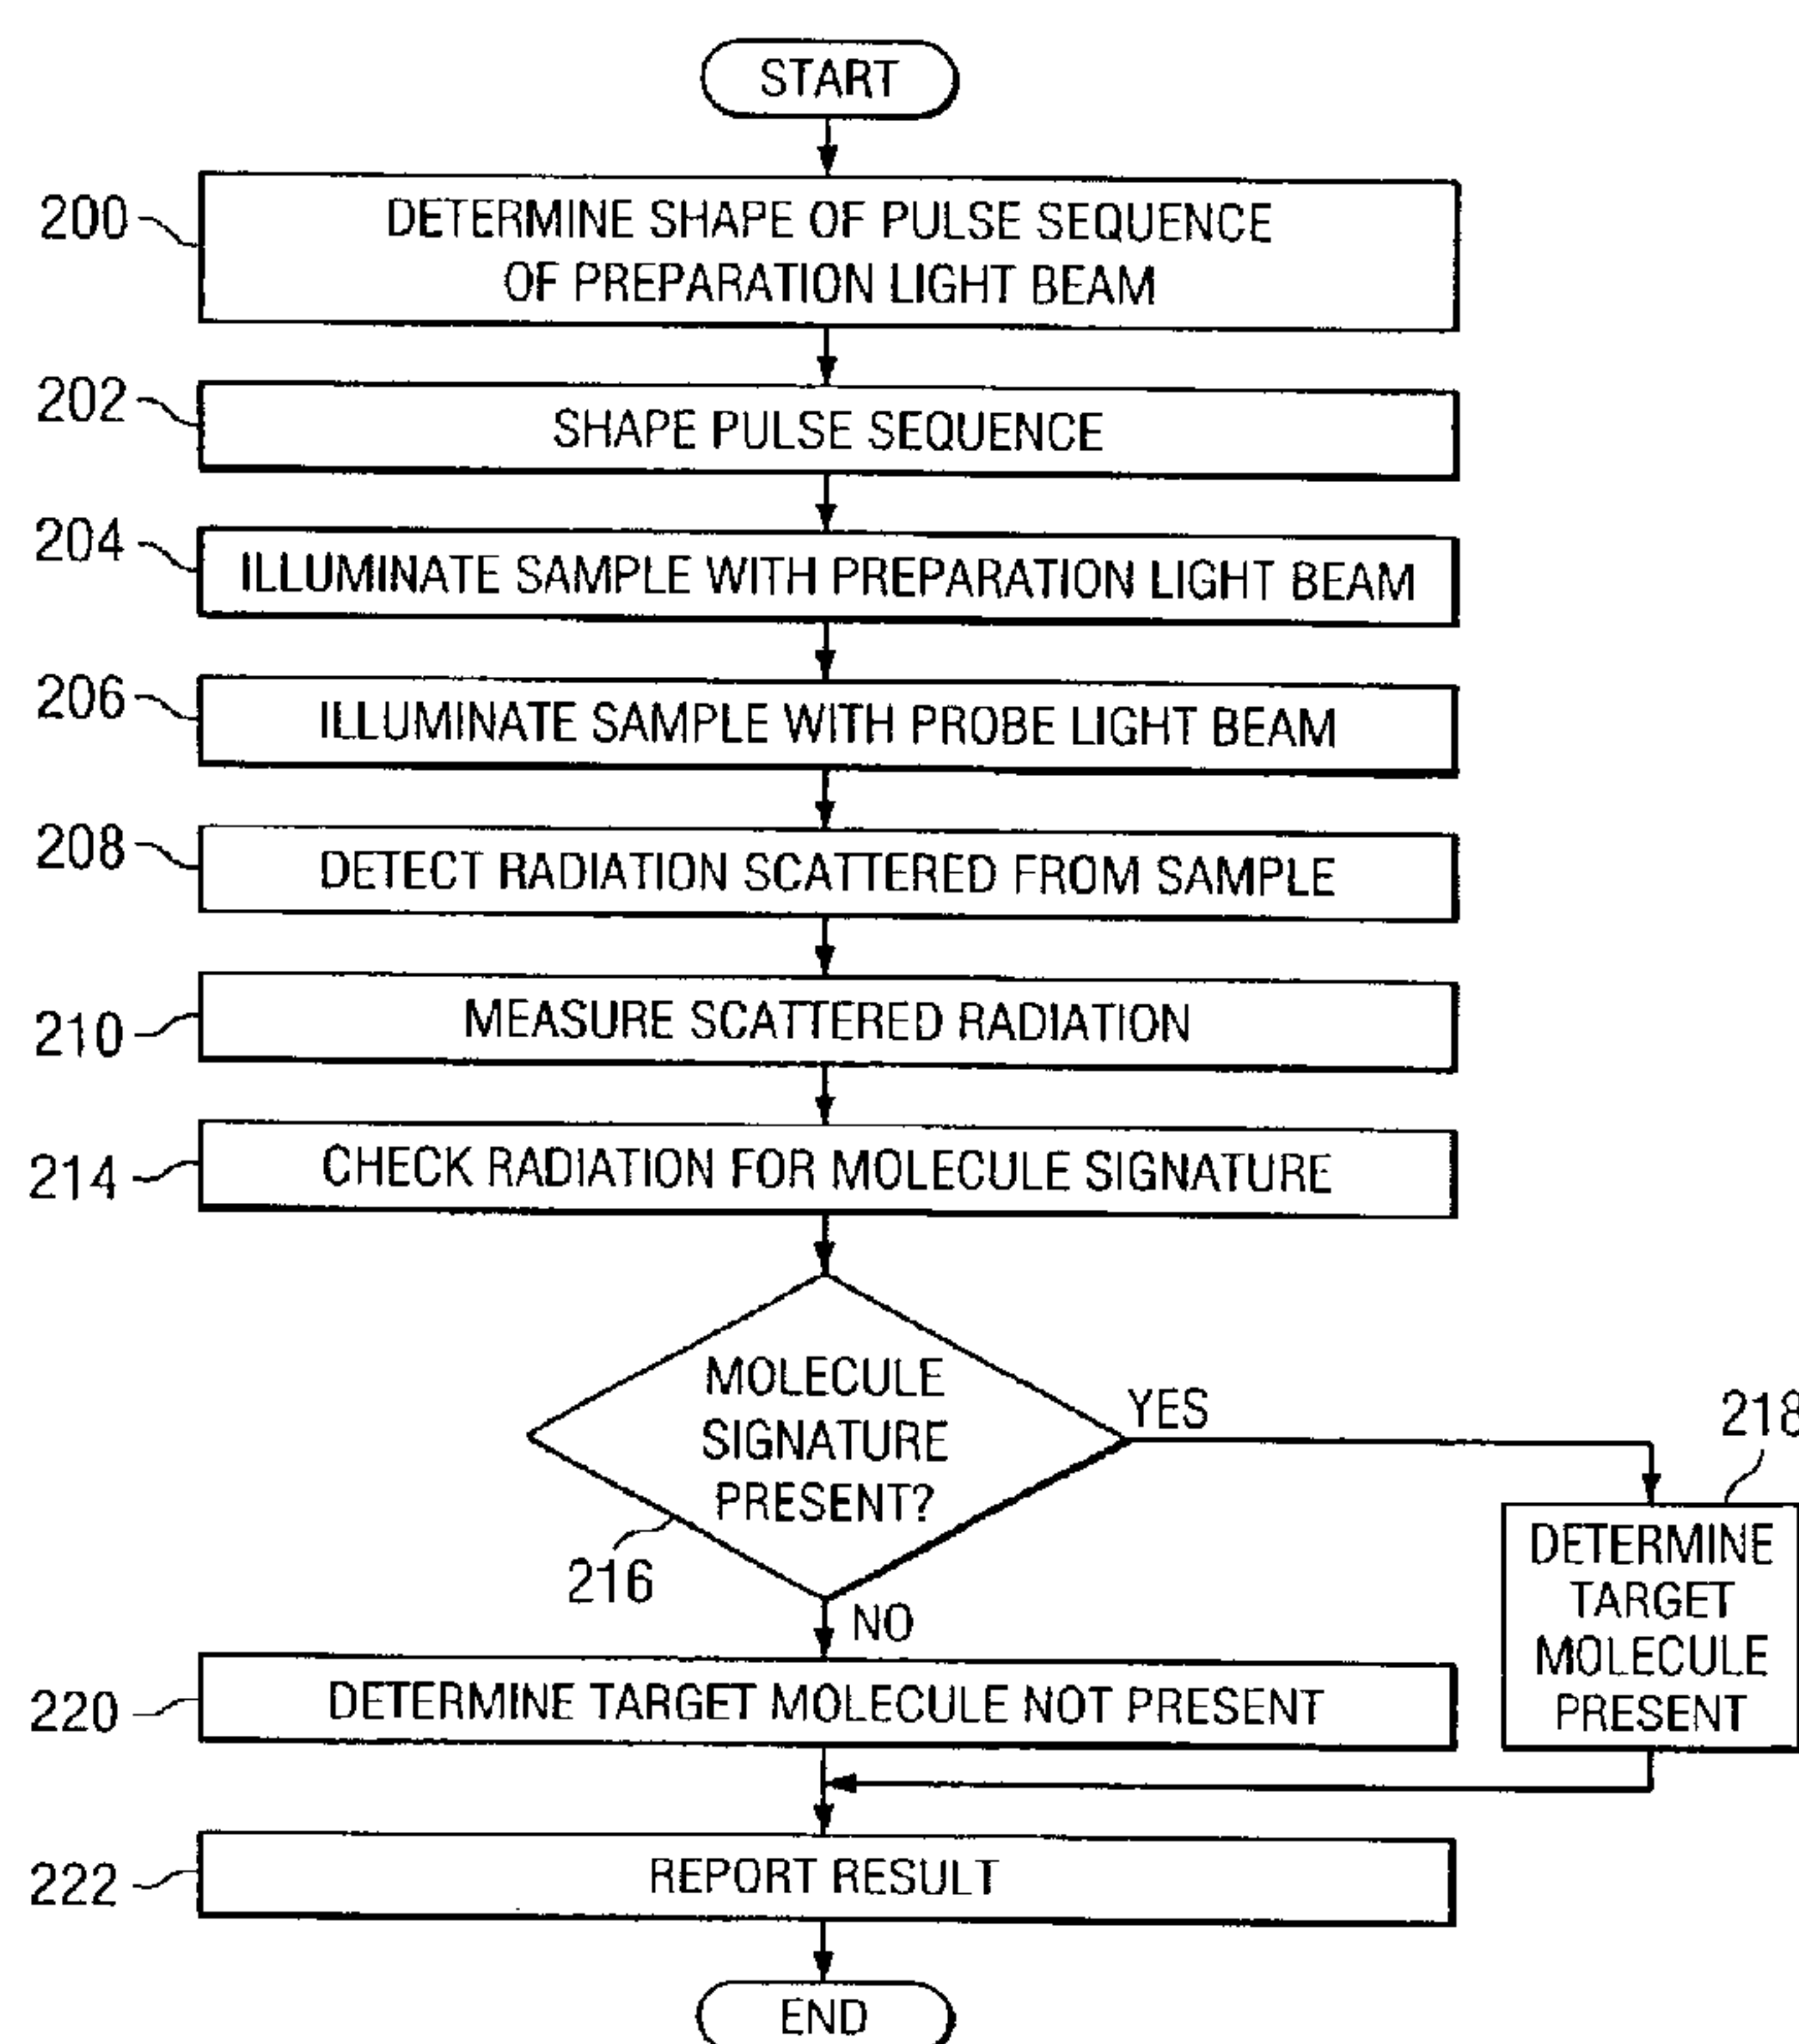 START
200
DETERMINE SHAPE OF PULSE SEQUENCE
OF PREPARATION LIGHT BEAM
202
SHAPE PULSE SEQUENCE
204
ILLUMINATE SAMPLE WITH PREPARATION LIGHT BEAM
206
ILLUMINATE SAMPLE WITH PROBE LIGHT BEAM
208
DETECT RADIATION SCATTERED FROM SAMPLE
210
MEASURE SCATTERED RADIATION
214
CHECK RADIATION FOR MOLECULE SIGNATURE
MOLECULE
SIGNATURE
PRESENT?
216
YES
218
DETERMINE
TARGET
MOLECULE
PRESENT
NO
220
DETERMINE TARGET MOLECULE NOT PRESENT
222
REPORT RESULT
END